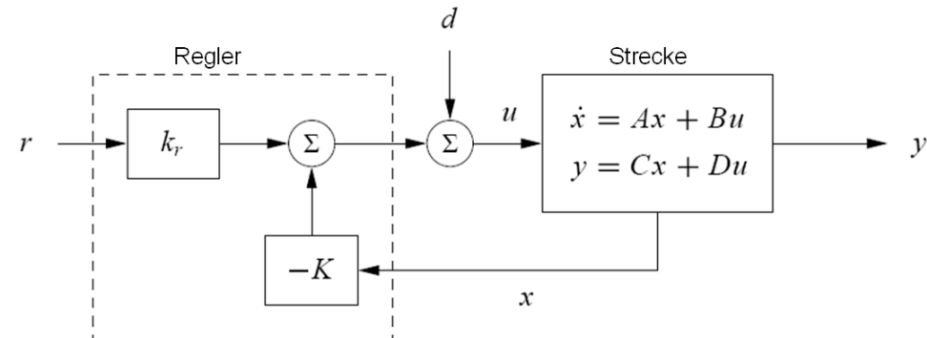 d
Regler
Strecke
r
k_r
Σ
Σ
u
ẋ = Ax + Bu
y = Cx + Du
y
−K
x